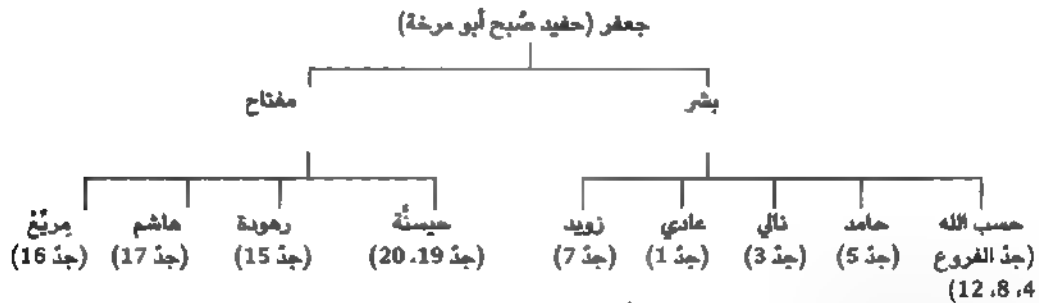 جعفر (حفيد صُبح أبو مرخة)
بشر
مفتاح
حسب الله
(جدّ الفروع
4، 8، 12)
حامد
(جدّ 5)
نالي
(جدّ 3)
عادي
(جدّ 1)
زويد
(جدّ 7)
حيسنَّة
(جدّ 19، 20)
رهودة
(جدّ 15)
هاشم
(جدّ 17)
مريِّغ
(جدّ 16)